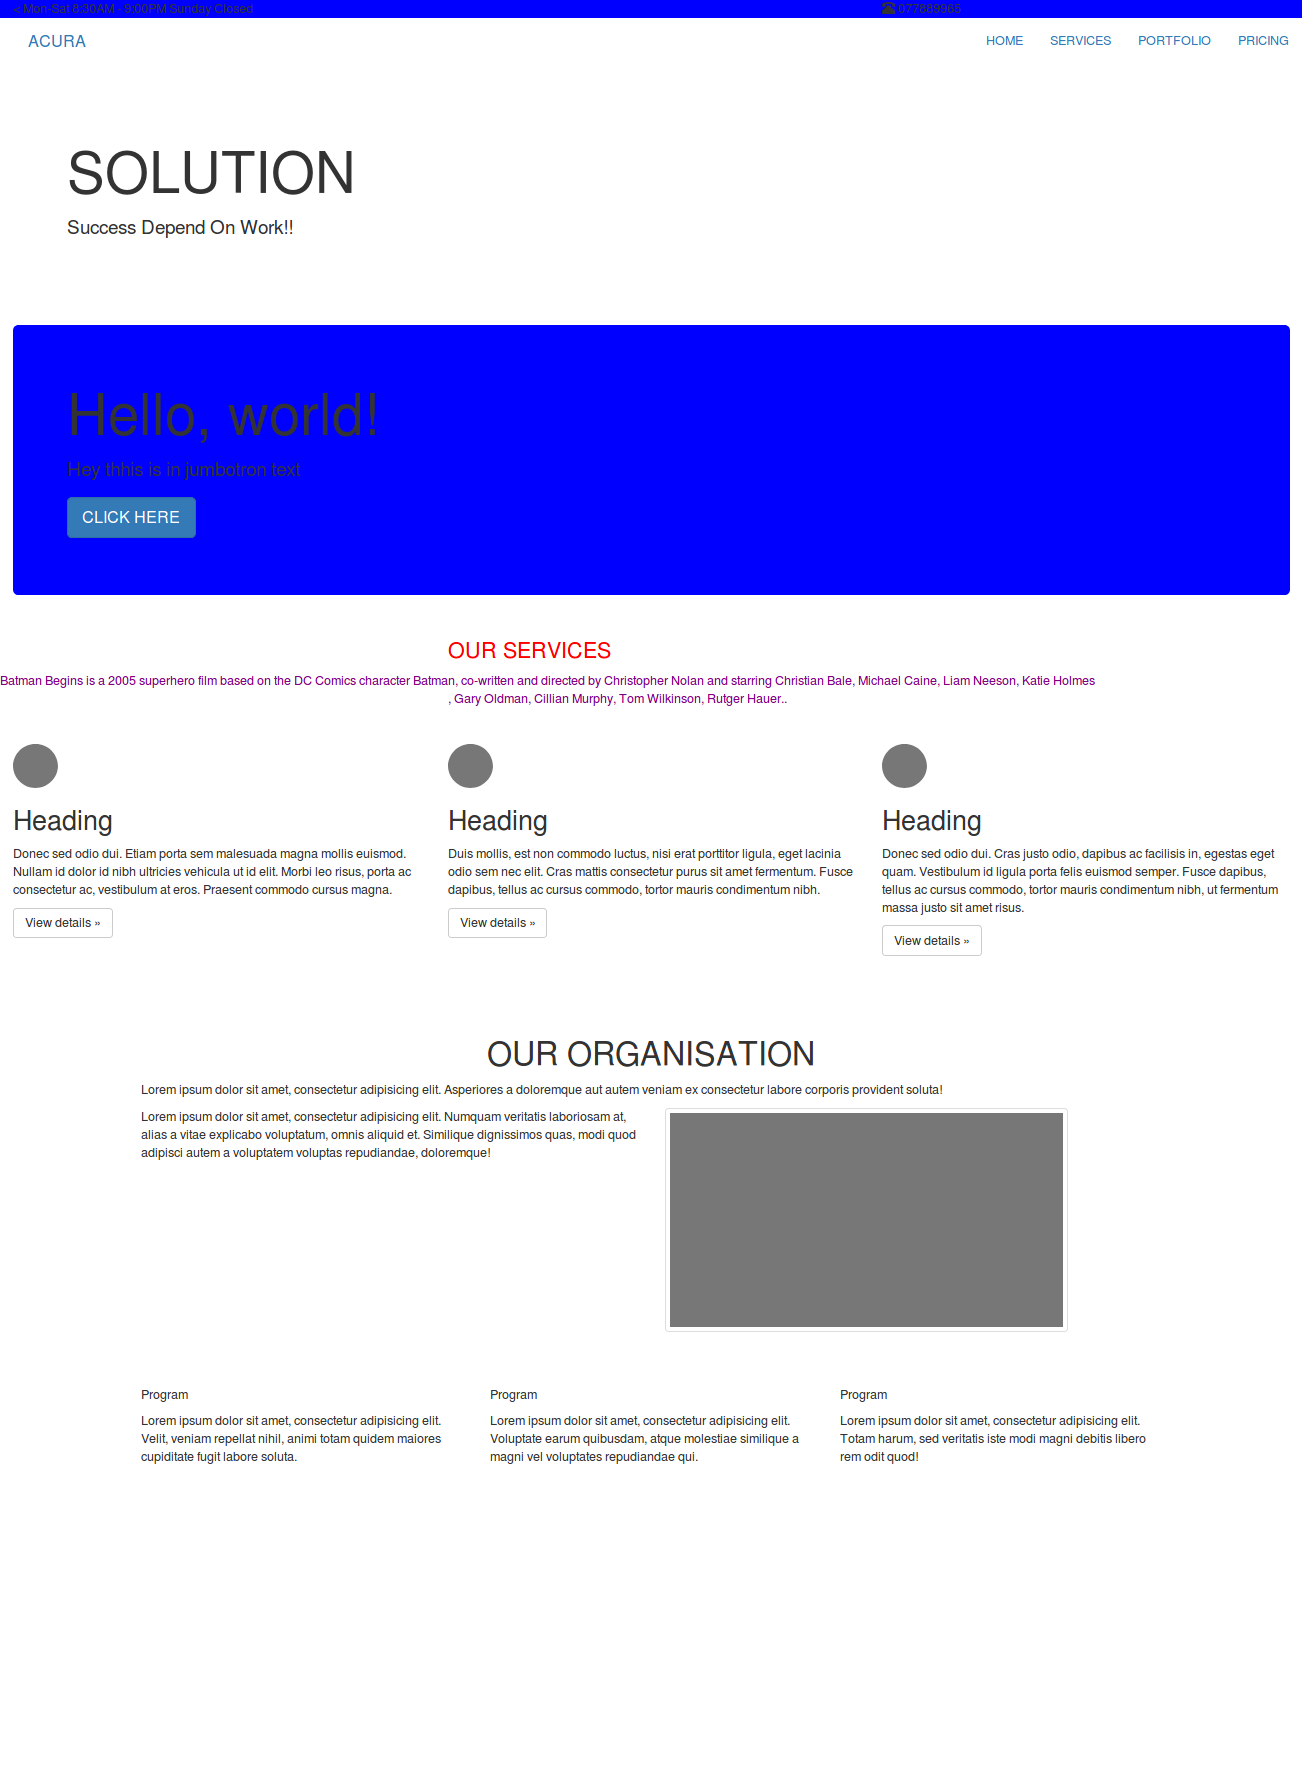 < Mon-Sat 8:30AM - 9:00PM Sunday Closed
☎ 077889965
ACURA
HOME SERVICES PORTFOLIO PRICING
SOLUTION
Success Depend On Work!!
Hello, world!
Hey thhis is in jumbotron text
CLICK HERE
OUR SERVICES
Batman Begins is a 2005 superhero film based on the DC Comics character Batman, co-written and directed by Christopher Nolan and starring Christian Bale, Michael Caine, Liam Neeson, Katie Holmes
, Gary Oldman, Cillian Murphy, Tom Wilkinson, Rutger Hauer..
Heading
Donec sed odio dui. Etiam porta sem malesuada magna mollis euismod.
Nullam id dolor id nibh ultricies vehicula ut id elit. Morbi leo risus, porta ac
consectetur ac, vestibulum at eros. Praesent commodo cursus magna.
View details »
Heading
Duis mollis, est non commodo luctus, nisi erat porttitor ligula, eget lacinia
odio sem nec elit. Cras mattis consectetur purus sit amet fermentum. Fusce
dapibus, tellus ac cursus commodo, tortor mauris condimentum nibh.
View details »
Heading
Donec sed odio dui. Cras justo odio, dapibus ac facilisis in, egestas eget
quam. Vestibulum id ligula porta felis euismod semper. Fusce dapibus,
tellus ac cursus commodo, tortor mauris condimentum nibh, ut fermentum
massa justo sit amet risus.
View details »
OUR ORGANISATION
Lorem ipsum dolor sit amet, consectetur adipisicing elit. Asperiores a doloremque aut autem veniam ex consectetur labore corporis provident soluta!
Lorem ipsum dolor sit amet, consectetur adipisicing elit. Numquam veritatis laboriosam at,
alias a vitae explicabo voluptatum, omnis aliquid et. Similique dignissimos quas, modi quod
adipisci autem a voluptatem voluptas repudiandae, doloremque!
Program
Lorem ipsum dolor sit amet, consectetur adipisicing elit.
Velit, veniam repellat nihil, animi totam quidem maiores
cupiditate fugit labore soluta.
Program
Lorem ipsum dolor sit amet, consectetur adipisicing elit.
Voluptate earum quibusdam, atque molestiae similique a
magni vel voluptates repudiandae qui.
Program
Lorem ipsum dolor sit amet, consectetur adipisicing elit.
Totam harum, sed veritatis iste modi magni debitis libero
rem odit quod!